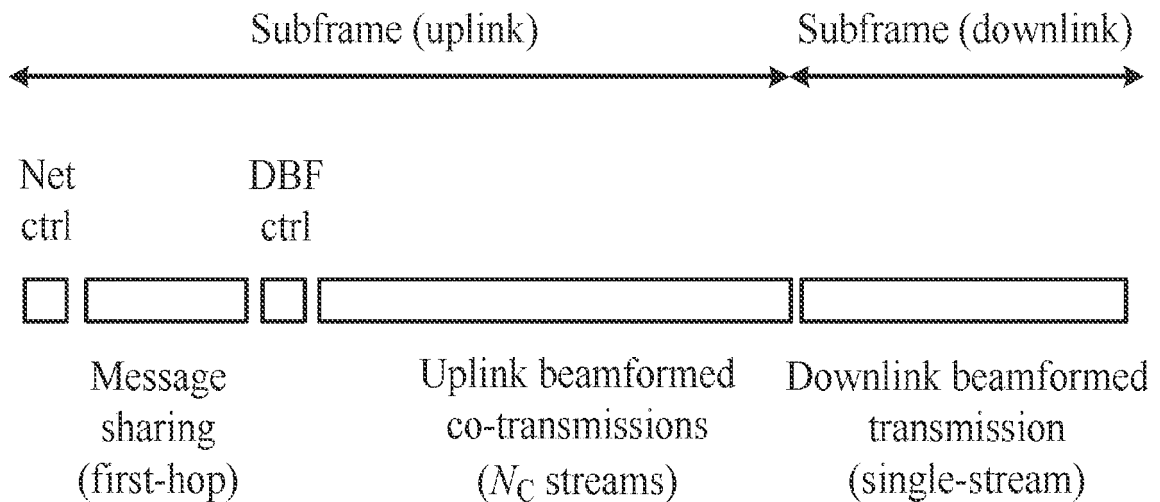 Subframe (uplink)
Subframe (downlink)
Net
ctrl
DBF
ctrl
Message
sharing
(first-hop)
Uplink beamformed
co-transmissions
(N_C streams)
Downlink beamformed
transmission
(single-stream)